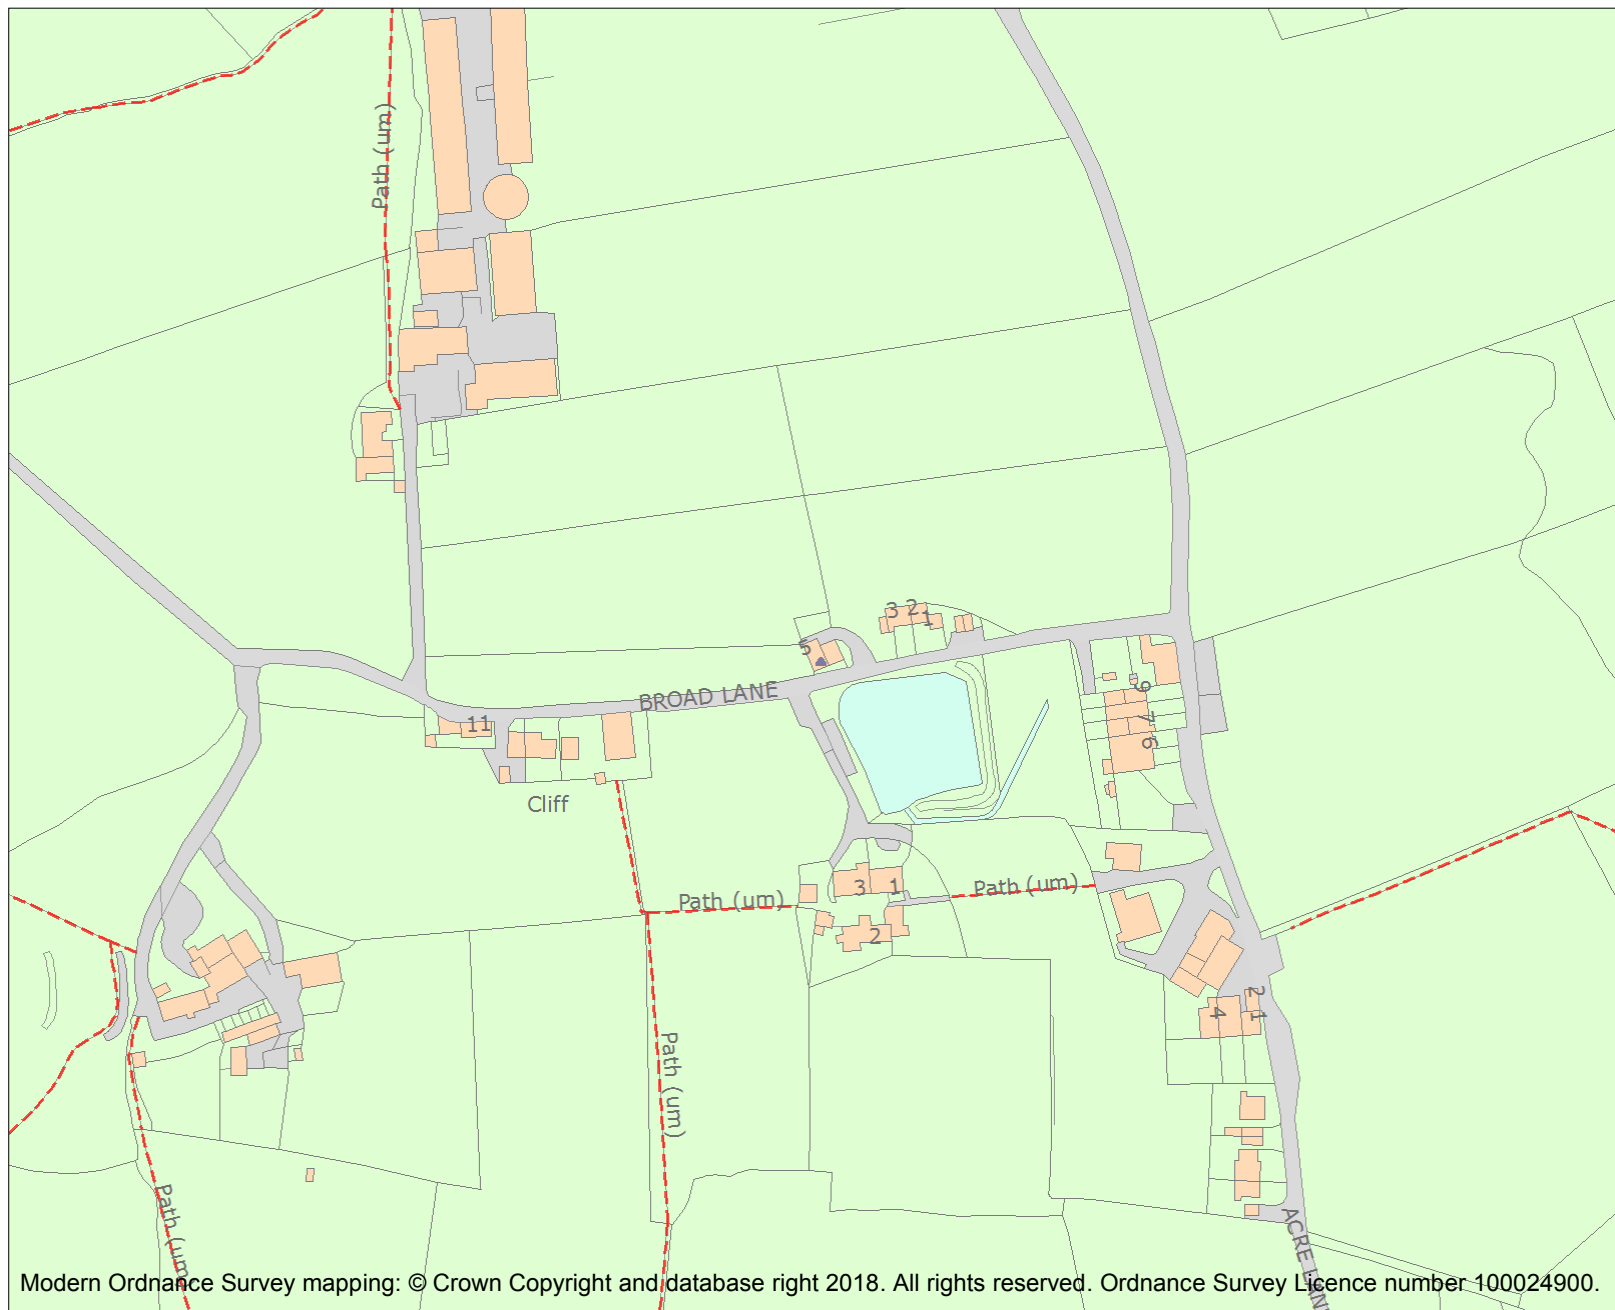 Path (um)
3 2
1
5
BROAD LANE
11
9
7
6
Cliff
Path (um)
3
1
Path (um)
2
2
1
4
Path (um)
Path (um)
ACRE LAN
Modern Ordnance Survey mapping: © Crown Copyright and database right 2018. All rights reserved. Ordnance Survey Licence number 100024900.